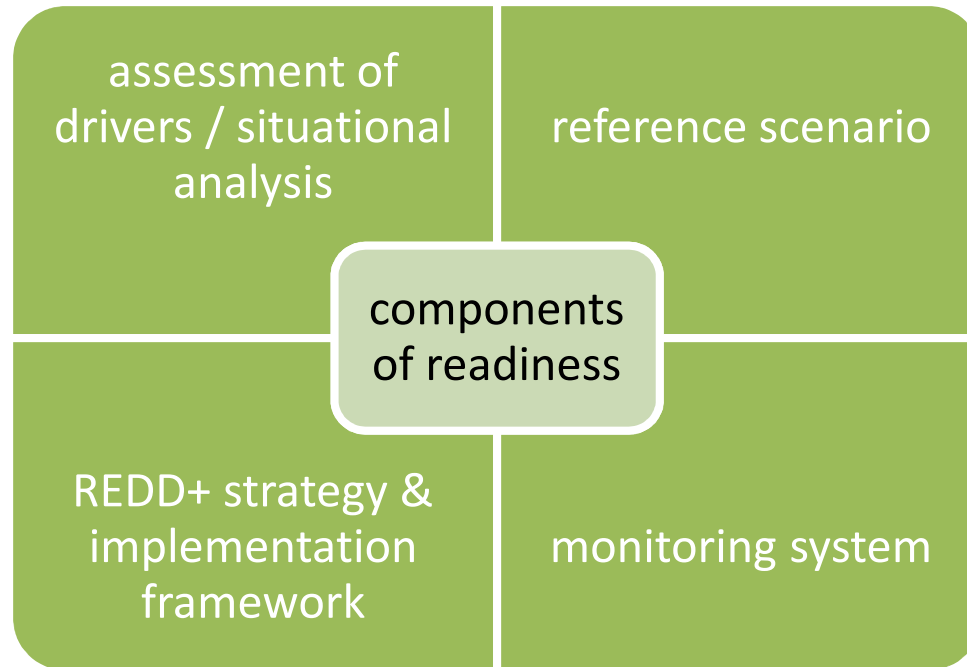 assessment of
drivers / situational
analysis
reference scenario
components
of readiness
REDD+ strategy &
implementation
framework
monitoring system